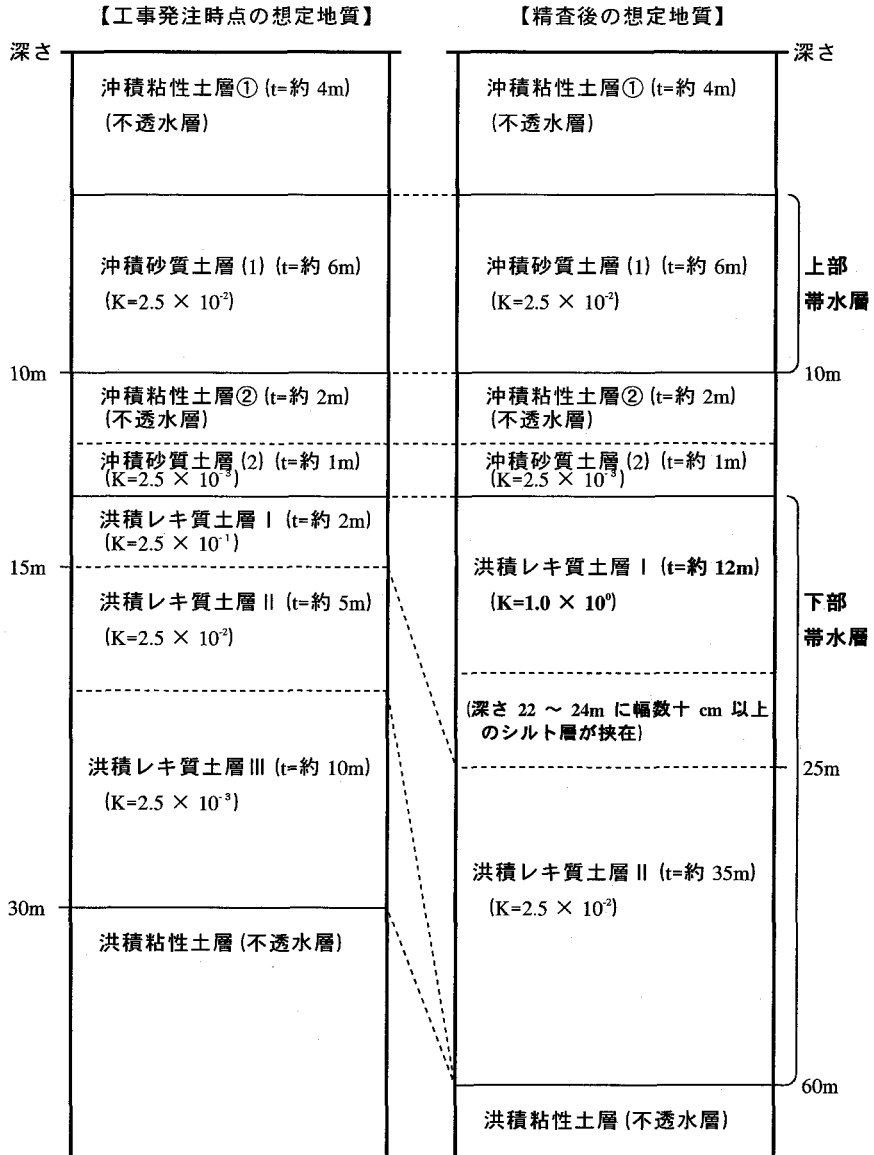 【工事発注時点の想定地質】
深さ
沖積粘性土層① (t=約 4m)
(不透水層)
沖積砂質土層 (1) (t=約 6m)
(K=2.5 × 10⁻²)
10m
沖積粘性土層② (t=約 2m)
(不透水層)
沖積砂質土層 (2) (t=約 1m)
(K=2.5 × 10⁻³)
洪積レキ質土層Ⅰ (t=約 2m)
(K=2.5 × 10⁻¹)
15m
洪積レキ質土層Ⅱ (t=約 5m)
(K=2.5 × 10⁻²)
洪積レキ質土層Ⅲ (t=約 10m)
(K=2.5 × 10⁻³)
30m
洪積粘性土層 (不透水層)
【精査後の想定地質】
深さ
沖積粘性土層① (t=約 4m)
(不透水層)
沖積砂質土層 (1) (t=約 6m)
(K=2.5 × 10⁻²)
上部
帯水層
10m
沖積粘性土層② (t=約 2m)
(不透水層)
沖積砂質土層 (2) (t=約 1m)
(K=2.5 × 10⁻³)
洪積レキ質土層Ⅰ (t=約 12m)
(K=1.0 × 10⁰)
下部
帯水層
(深さ 22 ～ 24m に幅数十 cm 以上
のシルト層が挟在)
25m
洪積レキ質土層Ⅱ (t=約 35m)
(K=2.5 × 10⁻²)
60m
洪積粘性土層 (不透水層)